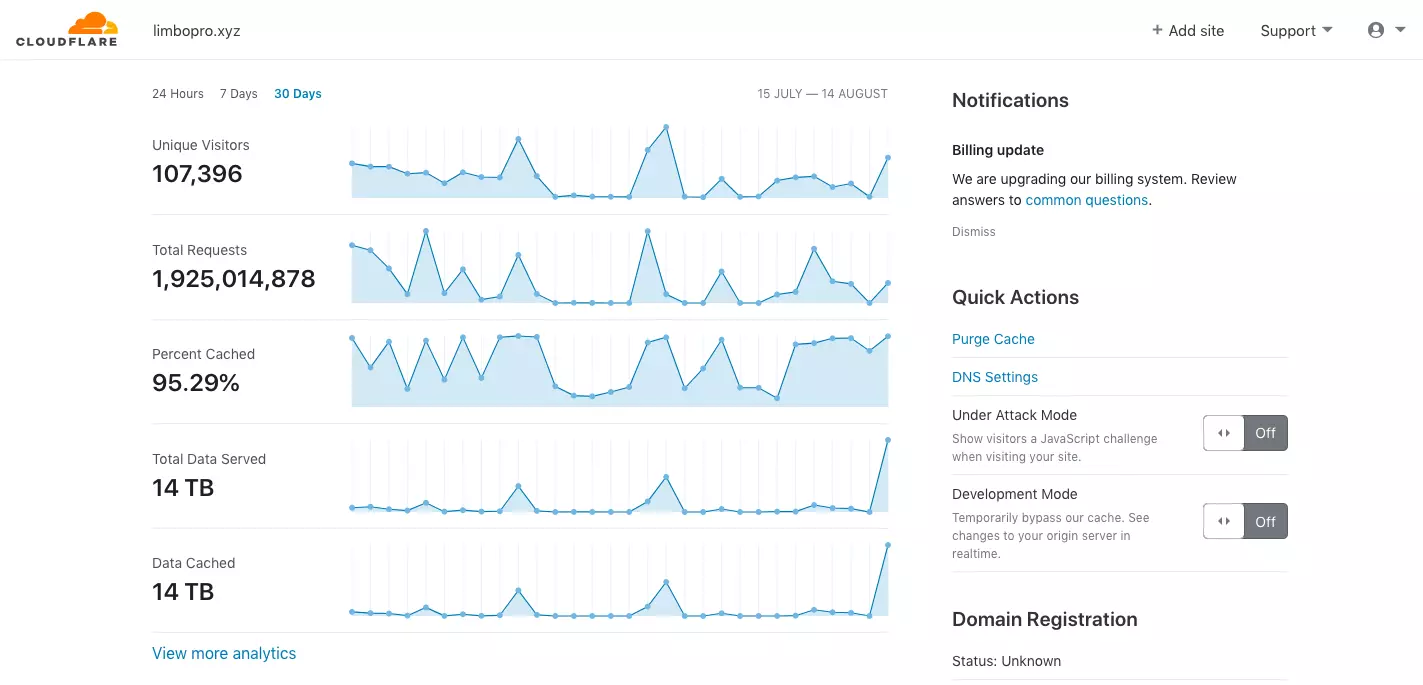 CLOUDFLARE
limbopro.xyz
+ Add site
Support
24 Hours 7 Days 30 Days
15 JULY — 14 AUGUST
Unique Visitors
107,396
Total Requests
1,925,014,878
Percent Cached
95.29%
Total Data Served
14 TB
Data Cached
14 TB
View more analytics
Notifications
Billing update
We are upgrading our billing system. Review
answers to common questions.
Dismiss
Quick Actions
Purge Cache
DNS Settings
Under Attack Mode
Show visitors a JavaScript challenge
when visiting your site.
Off
Development Mode
Temporarily bypass our cache. See
changes to your origin server in
realtime.
Off
Domain Registration
Status: Unknown